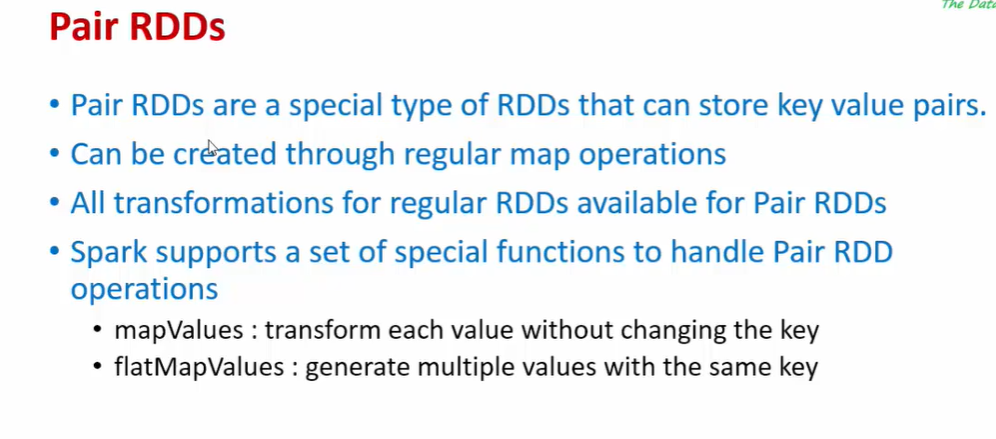 The Data
Pair RDDs
• Pair RDDs are a special type of RDDs that can store key value pairs.
• Can be created through regular map operations
• All transformations for regular RDDs available for Pair RDDs
• Spark supports a set of special functions to handle Pair RDD
operations
• mapValues : transform each value without changing the key
• flatMapValues : generate multiple values with the same key